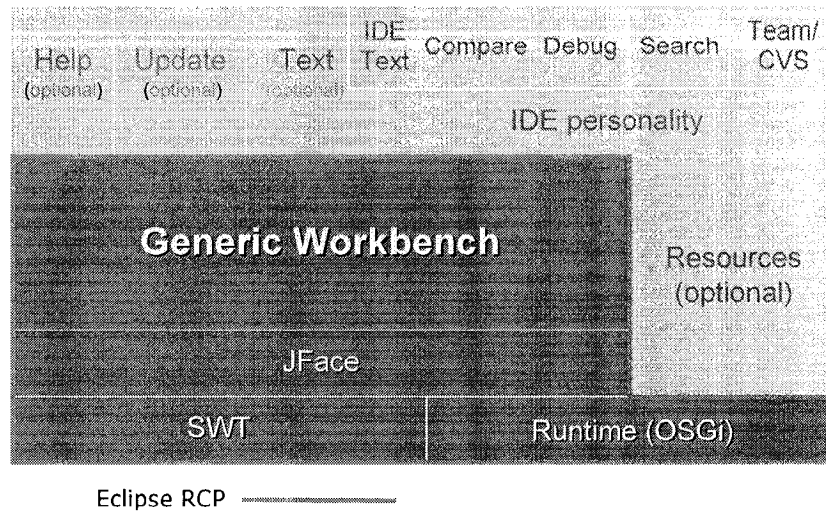 Help
(optional)
Update
(optional)
Text
(optional)
IDE
Text
Compare
Debug
Search
Team/
CVS
IDE personality
Generic Workbench
Resources
(optional)
JFace
SWT
Runtime (OSGi)
Eclipse RCP